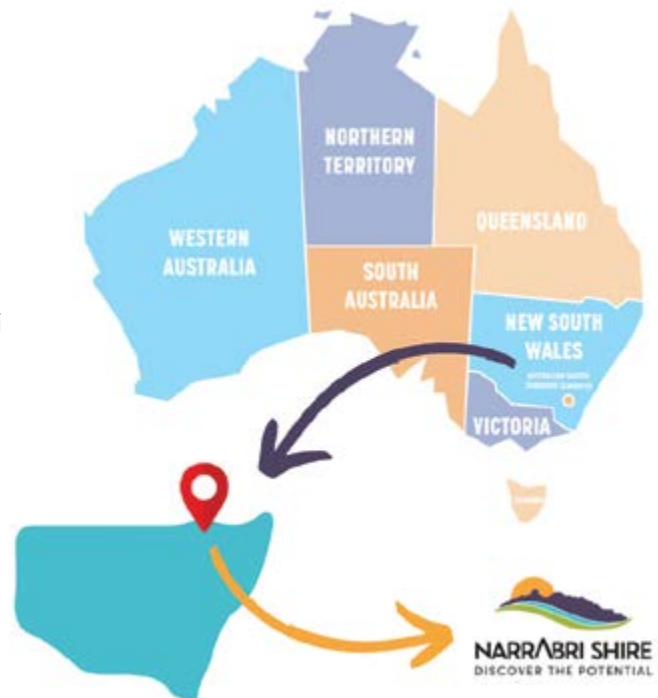 NORTHERN
TERRITORY
QUEENSLAND
WESTERN
AUSTRALIA
SOUTH
AUSTRALIA
NEW SOUTH
WALES
VICTORIA
NARRABRI SHIRE
DISCOVER THE POTENTIAL